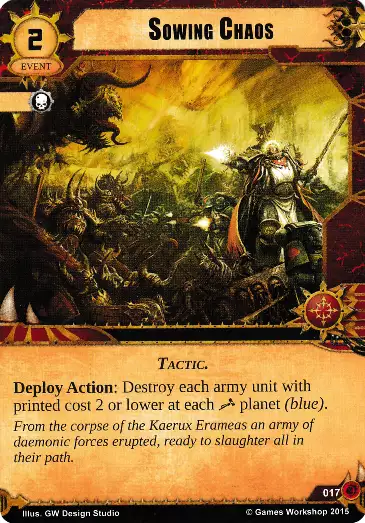 2
SOWING CHAOS
EVENT
TACTIC.
Deploy Action: Destroy each army unit with
printed cost 2 or lower at each planet (blue).
From the corpse of the Kaerux Erameas an army of
daemonic forces erupted, ready to slaughter all in
their path.
017
Illus. GW Design Studio
© Games Workshop 2015